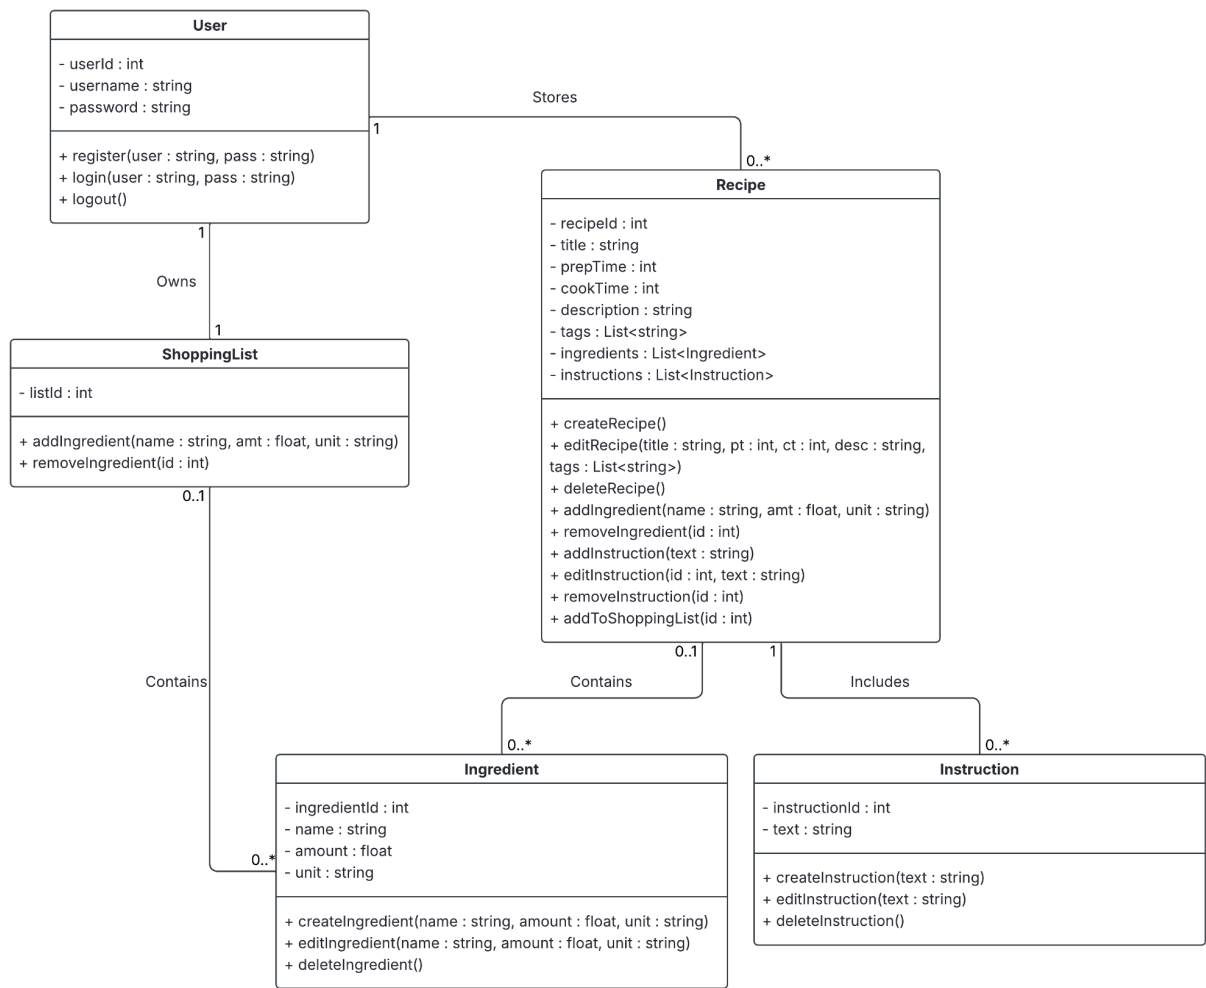 User
- userId : int
- username : string
- password : string
+ register(user : string, pass : string)
+ login(user : string, pass : string)
+ logout()
1
Stores
0..*
1
Owns
1
Recipe
- recipeId : int
- title : string
- prepTime : int
- cookTime : int
- description : string
- tags : List<string>
- ingredients : List<Ingredient>
- instructions : List<Instruction>
+ createRecipe()
+ editRecipe(title : string, pt : int, ct : int, desc : string,
tags : List<string>)
+ deleteRecipe()
+ addIngredient(name : string, amt : float, unit : string)
+ removeIngredient(id : int)
+ addInstruction(text : string)
+ editInstruction(id : int, text : string)
+ removeInstruction(id : int)
+ addToShoppingList(id : int)
ShoppingList
- listId : int
+ addIngredient(name : string, amt : float, unit : string)
+ removeIngredient(id : int)
0..1
Contains
0..*
0..1
Contains
0..*
1
Includes
0..*
Ingredient
- ingredientId : int
- name : string
- amount : float
- unit : string
+ createIngredient(name : string, amount : float, unit : string)
+ editIngredient(name : string, amount : float, unit : string)
+ deleteIngredient()
Instruction
- instructionId : int
- text : string
+ createInstruction(text : string)
+ editInstruction(text : string)
+ deleteInstruction()